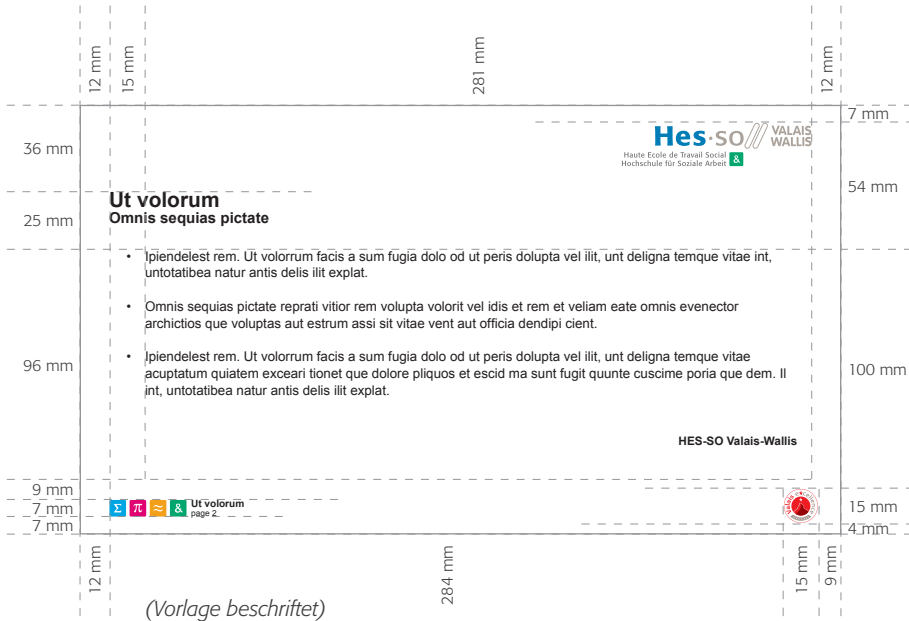 12 mm
15 mm
281 mm
12 mm
7 mm
36 mm
Hes·so VALAIS
WALLIS
Haute Ecole de Travail Social
Hochschule für Soziale Arbeit &
54 mm
Ut volorum
25 mm
Omnis sequias pictate
• Ipiendelest rem. Ut volorrum facis a sum fugia dolo od ut peris dolupta vel ilit, unt deligna temque vitae int,
untotatibea natur antis delis ilit explat.
• Omnis sequias pictate reprati vitior rem volupta volorit vel idis et rem et veliam eate omnis evenector
archictios que voluptas aut estrum assi sit vitae vent aut officia dendipi cient.
• Ipiendelest rem. Ut volorrum facis a sum fugia dolo od ut peris dolupta vel ilit, unt deligna temque vitae
96 mm
acuptatum quiatem exceari tionet que dolore pliquos et escid ma sunt fugit quunte cuscime poria que dem. Il
100 mm
int, untotatibea natur antis delis ilit explat.
HES-SO Valais-Wallis
9 mm
7 mm
7 mm
Σ π ≈ & Ut volorum
page 2
Valais excellence
15 mm
4 mm
12 mm
284 mm
15 mm
9 mm
(Vorlage beschriftet)